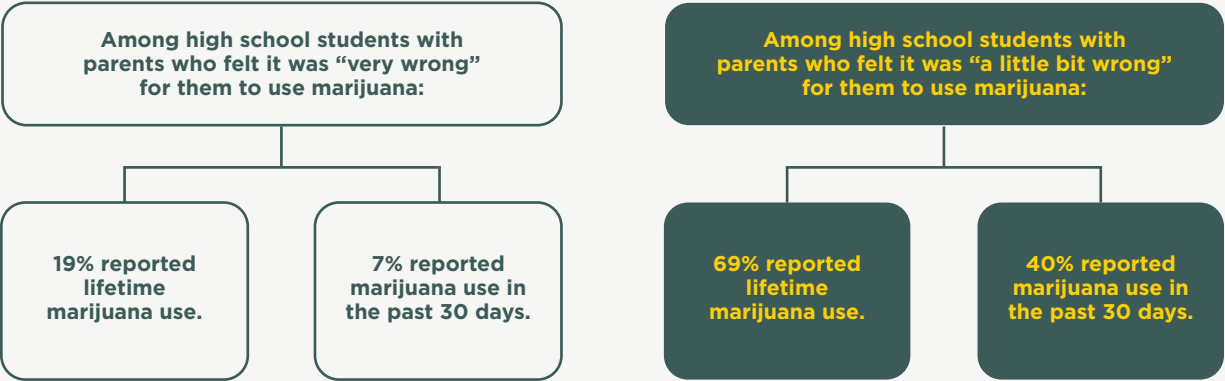 Among high school students with
parents who felt it was “very wrong”
for them to use marijuana:
19% reported
lifetime
marijuana use.
7% reported
marijuana use in
the past 30 days.
Among high school students with
parents who felt it was “a little bit wrong”
for them to use marijuana:
69% reported
lifetime
marijuana use.
40% reported
marijuana use in
the past 30 days.